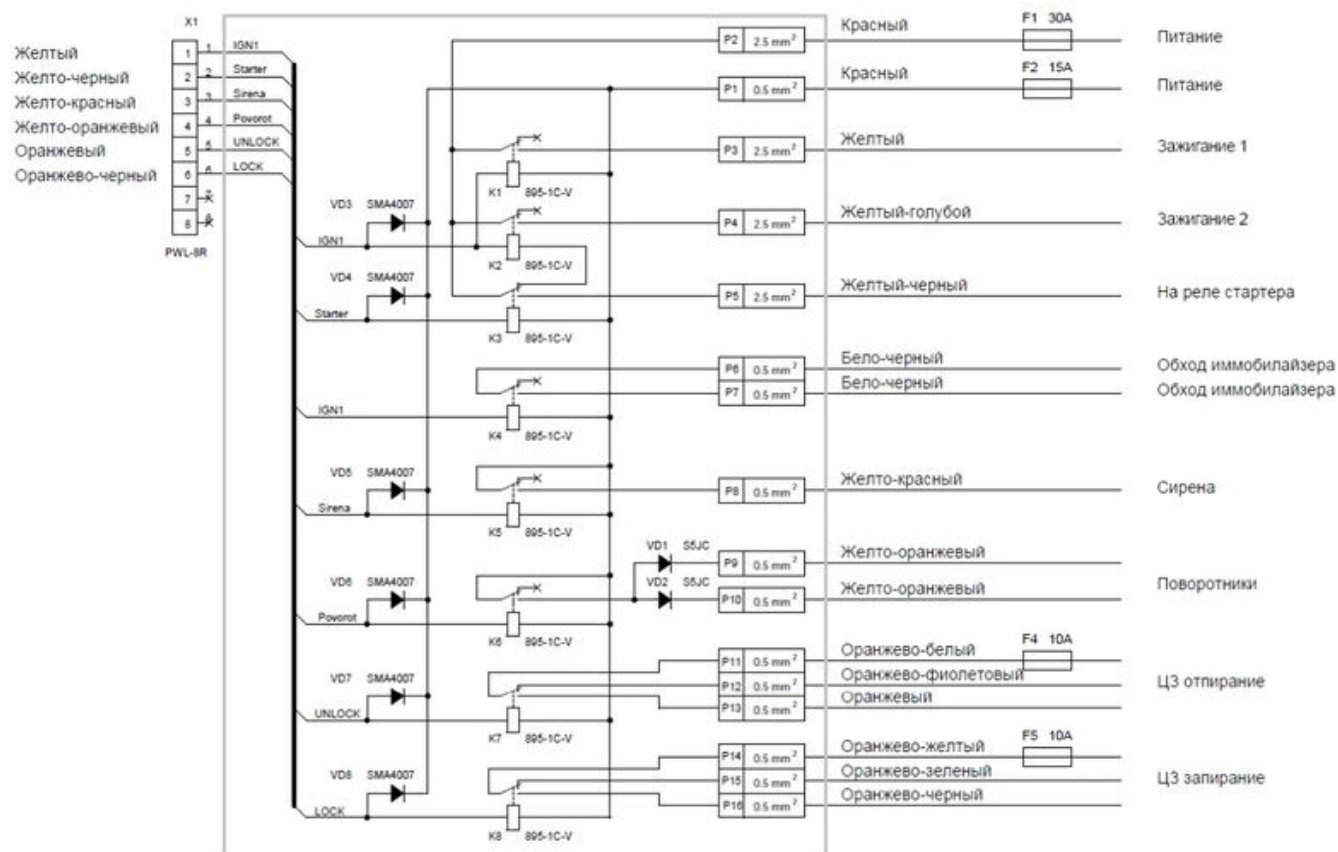 X1
Желтый 1 1 IGN1
Желто-черный 2 2 Starter
Желто-красный 3 3 Sirena
Желто-оранжевый 4 4 Povorot
Оранжевый 5 5 UNLOCK
Оранжево-черный 6 6 LOCK
7 7
8 8
PWL-8R
P2 2.5 mm² Красный F1 30A Питание
P1 0.5 mm² Красный F2 15A Питание
P3 2.5 mm² Желтый Зажигание 1
K1 895-1C-V
VD3 SMA4007
IGN1
P4 2.5 mm² Желтый-голубой Зажигание 2
K2 895-1C-V
VD4 SMA4007
Starter
P5 2.5 mm² Желтый-черный На реле стартера
K3 895-1C-V
P6 0.5 mm² Бело-черный Обход иммобилайзера
P7 0.5 mm² Бело-черный Обход иммобилайзера
IGN1
K4 895-1C-V
VD5 SMA4007
Sirena
P8 0.5 mm² Желто-красный Сирена
K5 895-1C-V
VD1 S5JC
P9 0.5 mm² Желто-оранжевый
VD6 SMA4007
VD2 S5JC
P10 0.5 mm² Желто-оранжевый
Поворотники
Povorot
K6 895-1C-V
P11 0.5 mm² Оранжево-белый F4 10A
VD7 SMA4007
P12 0.5 mm² Оранжево-фиолетовый ЦЗ отпирание
P13 0.5 mm² Оранжевый
UNLOCK
K7 895-1C-V
P14 0.5 mm² Оранжево-желтый F5 10A
VD8 SMA4007
P15 0.5 mm² Оранжево-зеленый ЦЗ запирание
P16 0.5 mm² Оранжево-черный
LOCK
K8 895-1C-V